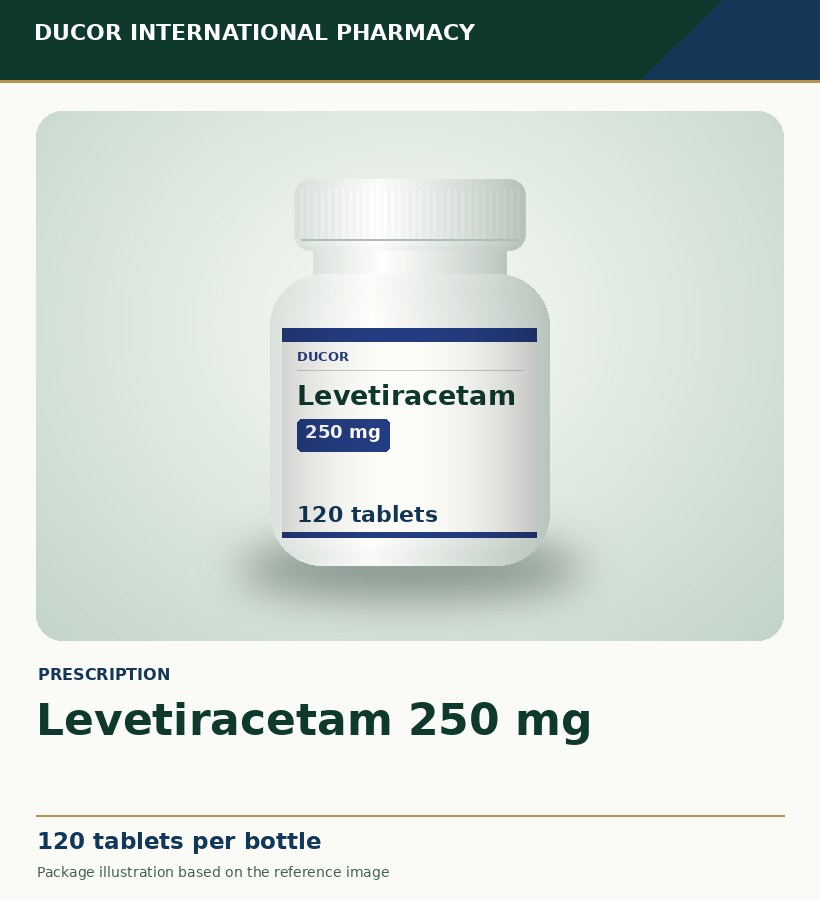 DUCOR INTERNATIONAL PHARMACY
DUCOR
Levetiracetam
250 mg
120 tablets
PRESCRIPTION
Levetiracetam 250 mg
120 tablets per bottle
Package illustration based on the reference image